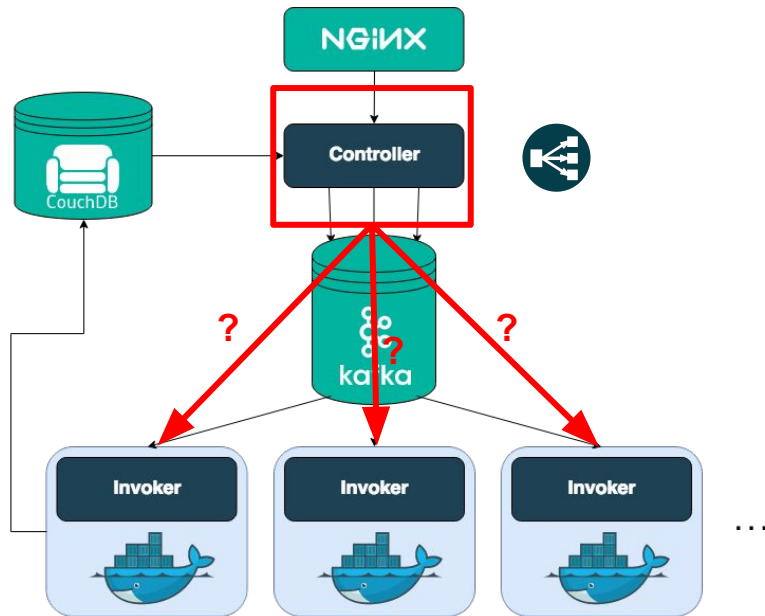 NGiNX
Controller
CouchDB
?
?
?
kafka
Invoker
Invoker
Invoker
...